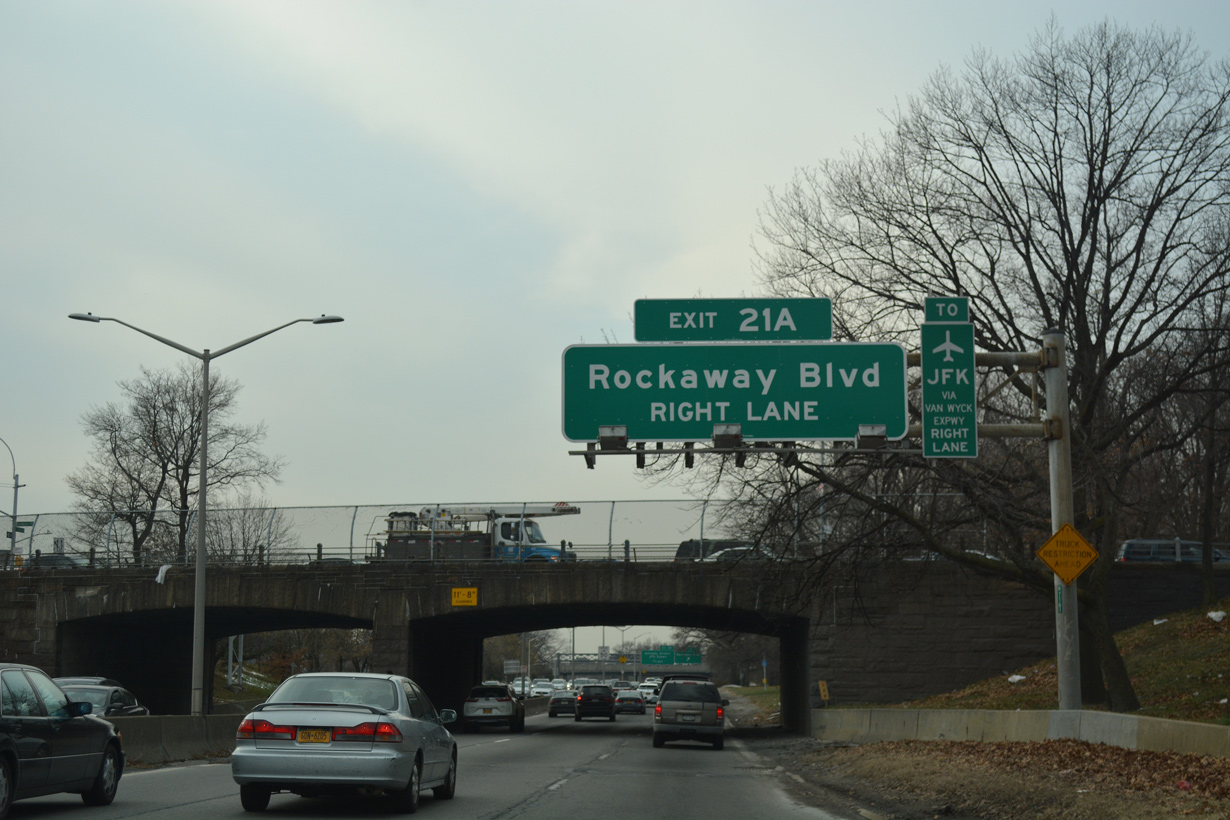 EXIT 21A
Rockaway Blvd
RIGHT LANE
TO
JFK
VIA
VAN WYCK
EXPWY
RIGHT
LANE
TRUCK
RESTRICTION
AHEAD
11'-8"